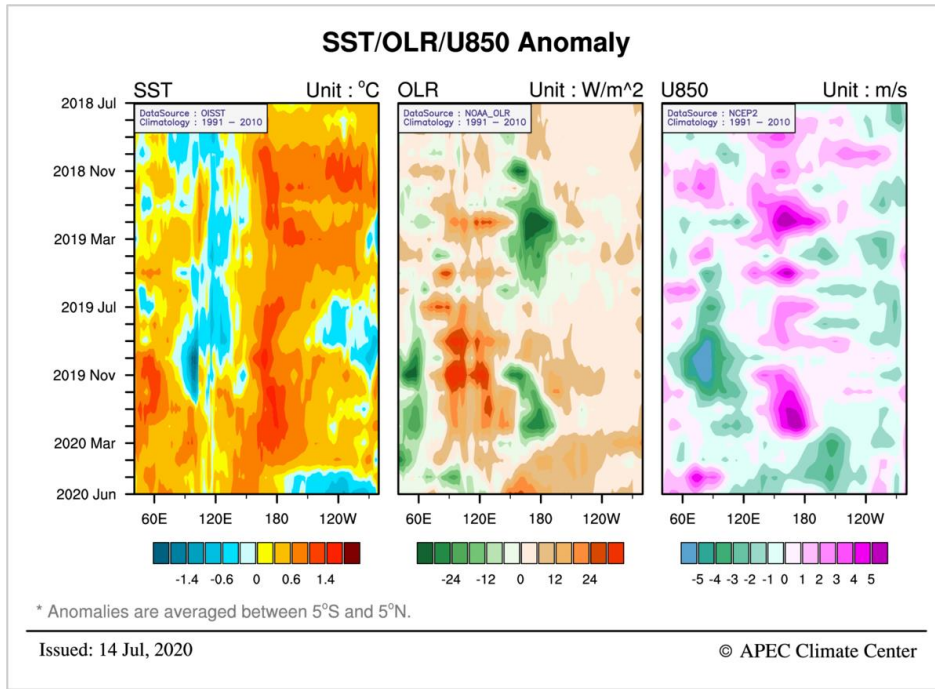 SST/OLR/U850 Anomaly
SST Unit : °C
OLR Unit : W/m^2
U850 Unit : m/s
DataSource : OISST
Climatology : 1991 – 2010
DataSource : NOAA_OLR
Climatology : 1991 – 2010
DataSource : NCEP2
Climatology : 1991 – 2010
2018 Jul
2018 Nov
2019 Mar
2019 Jul
2019 Nov
2020 Mar
2020 Jun
60E 120E 180 120W
60E 120E 180 120W
60E 120E 180 120W
-1.4 -0.6 0 0.6 1.4
-24 -12 0 12 24
-5 -4 -3 -2 -1 0 1 2 3 4 5
* Anomalies are averaged between 5°S and 5°N.
Issued: 14 Jul, 2020
© APEC Climate Center